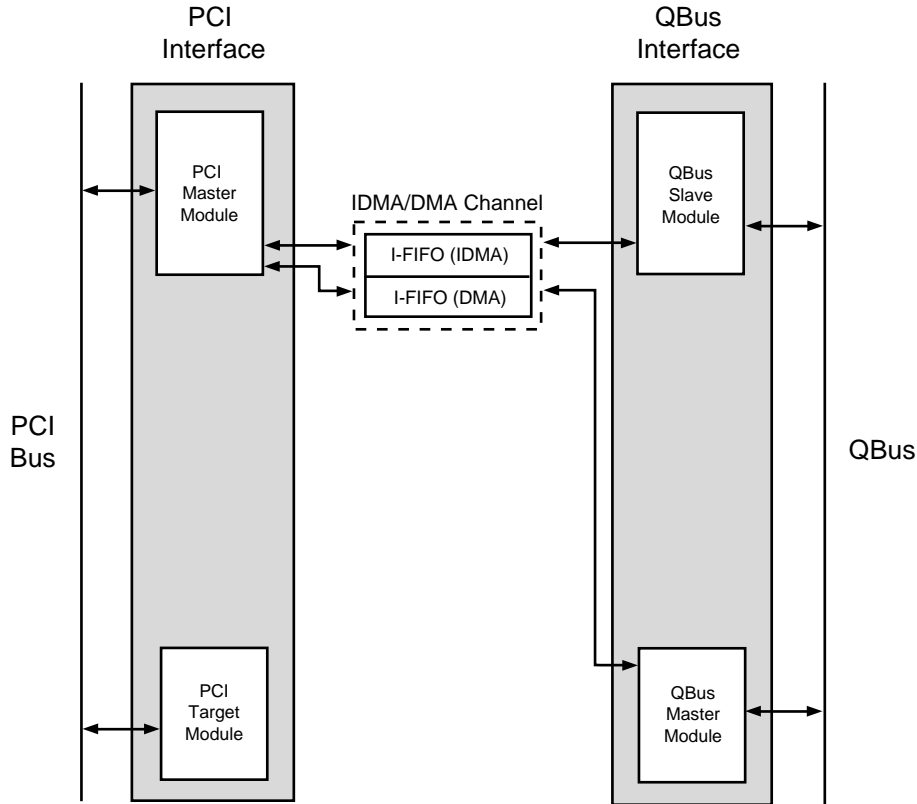 PCI
Interface
QBus
Interface
PCI
Master
Module
QBus
Slave
Module
IDMA/DMA Channel
I-FIFO (IDMA)
I-FIFO (DMA)
PCI
Bus
QBus
PCI
Target
Module
QBus
Master
Module